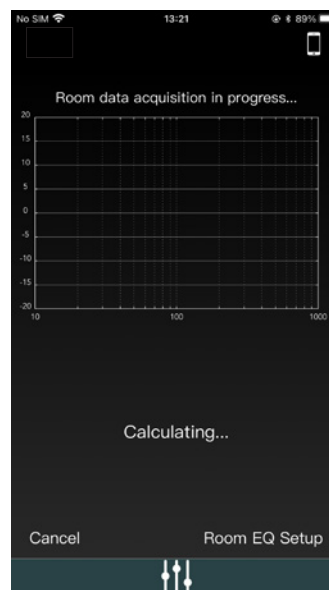 No SIM 13:21 89%
Room data acquisition in progress...
20
15
10
5
0
-5
-10
-15
-20
10 100 1000
Calculating...
Cancel Room EQ Setup